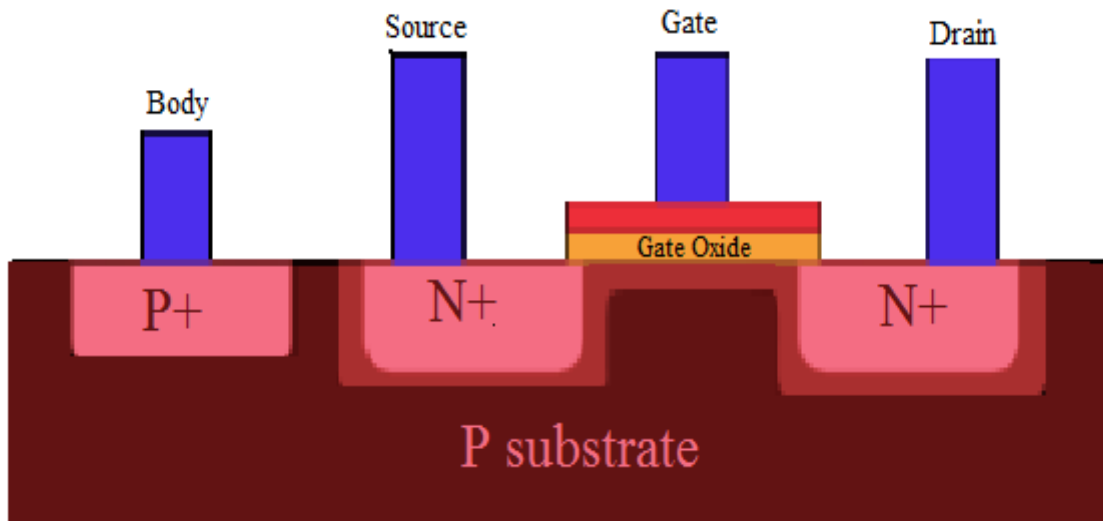 Source
Gate
Drain
Body
Gate Oxide
P+
N+
N+
P substrate